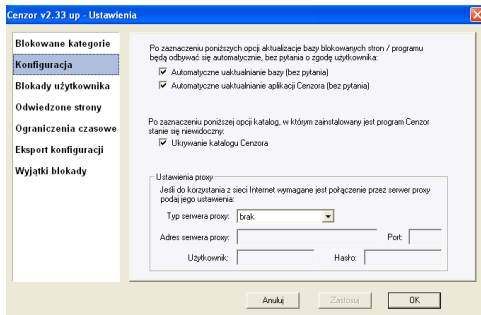 Cenzor v2.33 up - Ustawienia
Blokowane kategorie
Konfiguracja
Blokady użytkownika
Odwiedzone strony
Ograniczenia czasowe
Eksport konfiguracji
Wyjątki blokady
Po zaznaczeniu poniższych opcji aktualizacje bazy blokowanych stron / programu
będą odbywać się automatycznie, bez pytania o zgodę użytkownika:
Automatyczne uaktualnianie bazy (bez pytania)
Automatyczne uaktualnianie aplikacji Cenzora (bez pytania)
Po zaznaczeniu poniższej opcji katalog, w którym zainstalowany jest program Cenzor
stanie się niewidoczny:
Ukrywanie katalogu Cenzora
Ustawienia proxy
Jeśli do korzystania z sieci Internet wymagane jest połączenie przez serwer proxy
podaj jego ustawienia:
Typ serwera proxy: brak
Adres serwera proxy: Port:
Użytkownik: Hasło:
Anuluj Zastosuj OK